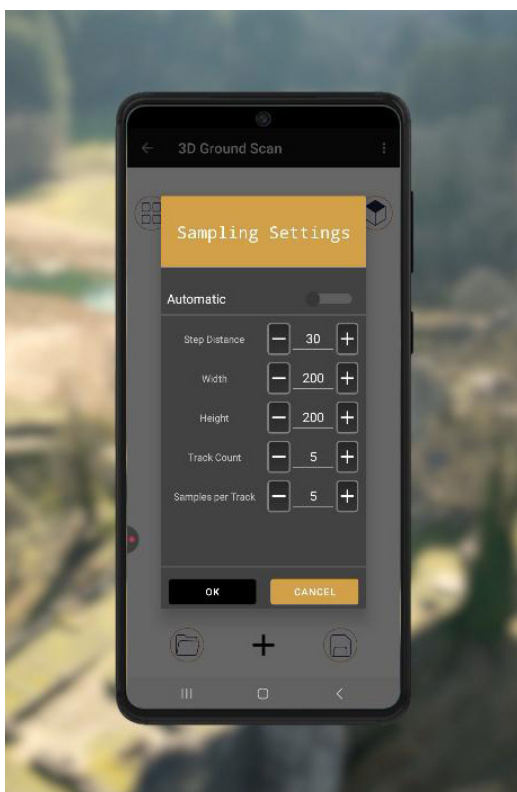 3D Ground Scan
Sampling Settings
Automatic
Step Distance 30
Width 200
Height 200
Track Count 5
Samples per Track 5
OK CANCEL